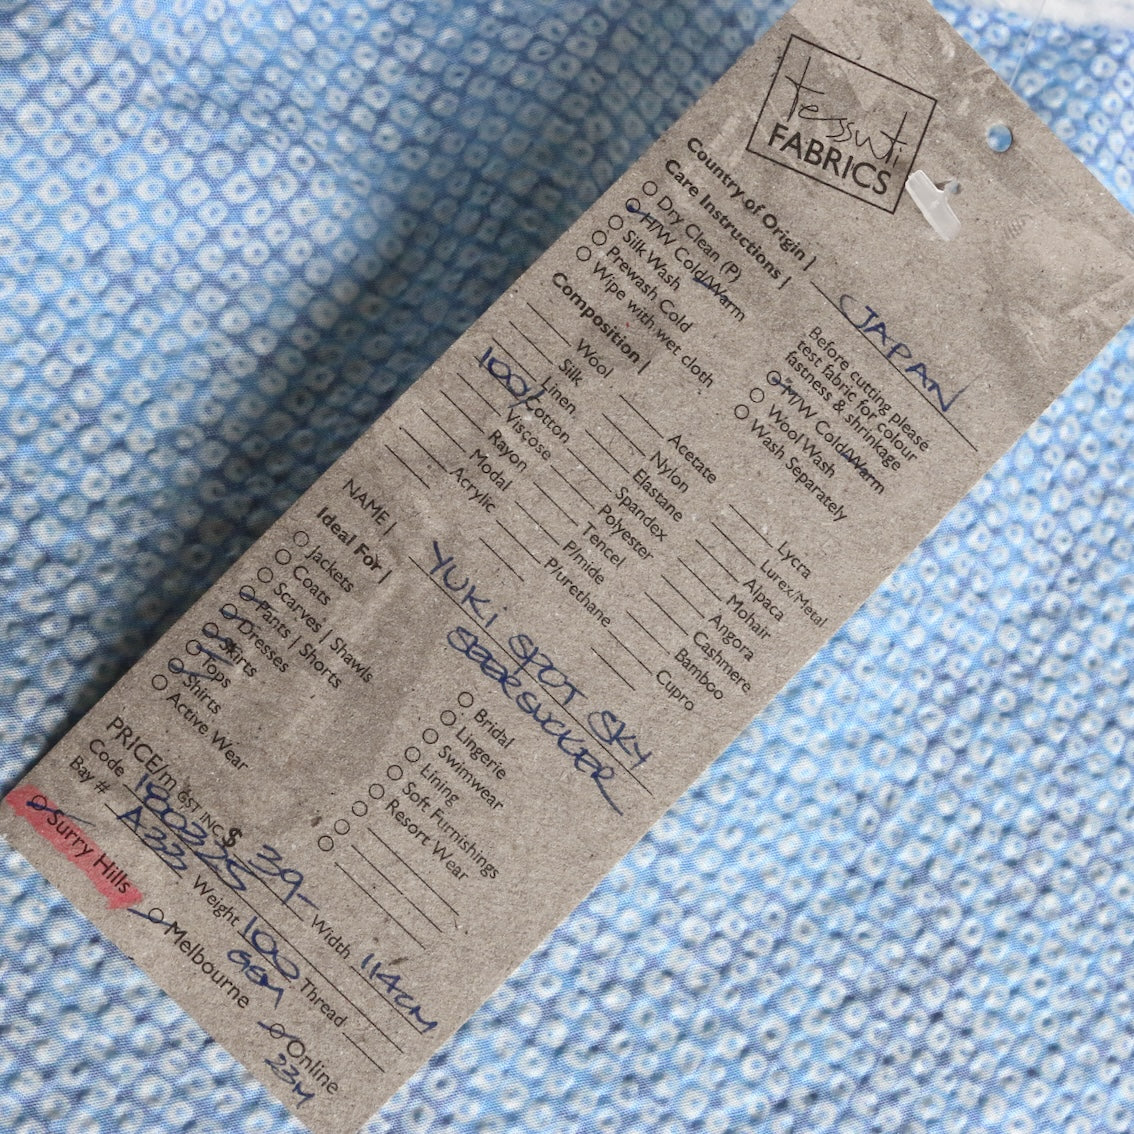 tessuti
FABRICS
Country of Origin | JAPAN
Care Instructions |
Dry Clean (P)
H/W Cold/Warm
Silk Wash
Prewash Cold
Wipe with wet cloth
Before cutting please
test fabric for colour
fastness & shrinkage
M/W Cold/Warm
Wool Wash
Wash Separately
Composition |
Wool
Silk
Linen
100% Cotton
Viscose
Rayon
Modal
Acrylic
Acetate
Nylon
Elastane
Spandex
Polyester
Tencel
P/mide
P/urethane
Lycra
Lurex/Metal
Alpaca
Mohair
Angora
Cashmere
Bamboo
Cupro
NAME | YUKI SPOT SKY
SEERSUCKER
Ideal For |
Jackets
Coats
Scarves | Shawls
Pants | Shorts
Dresses
Skirts
Tops
Shirts
Active Wear
Bridal
Lingerie
Swimwear
Lining
Soft Furnishings
Resort Wear
PRICE/m GST INC. $ 39- Width 114CM
Code Weight 100 Thread
GSM
Bay # A333
Surry Hills Melbourne Online
23M